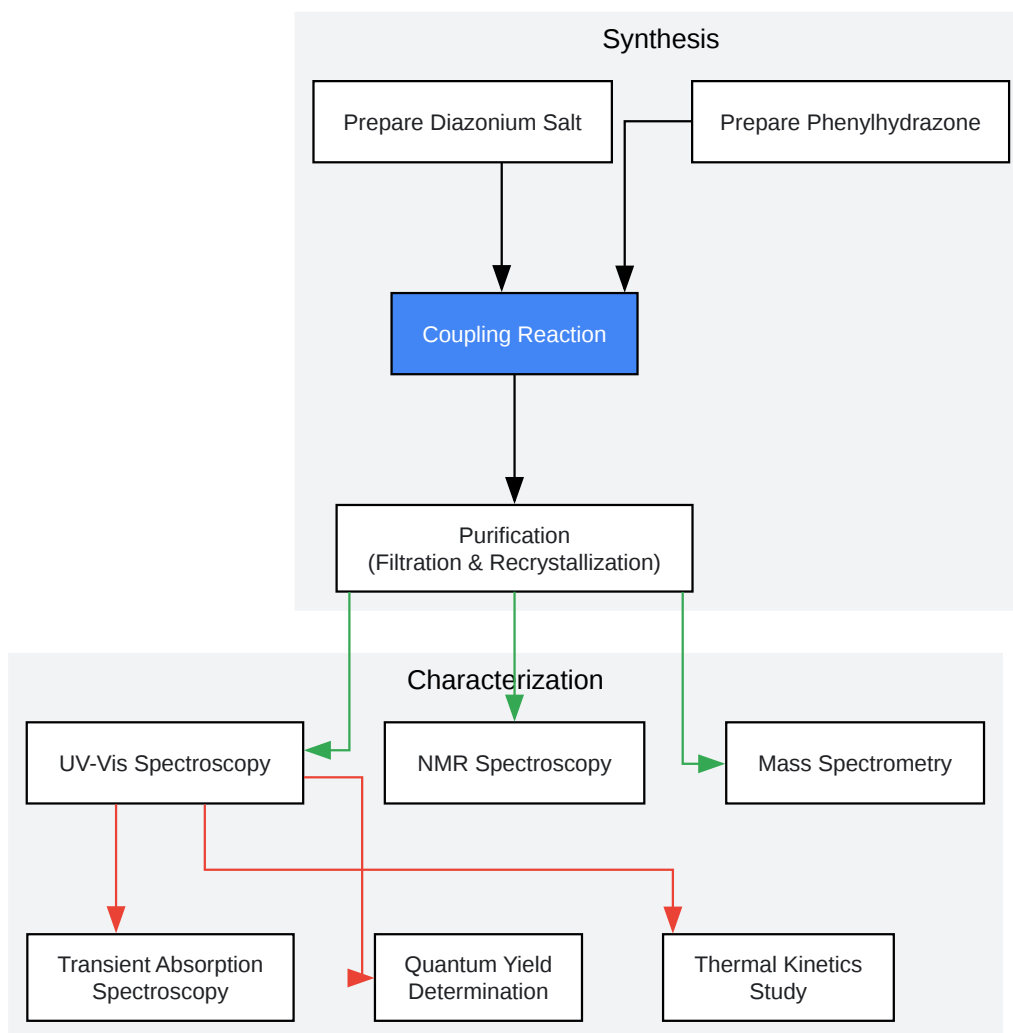 Synthesis
Prepare Diazonium Salt
Prepare Phenylhydrazone
Coupling Reaction
Purification
(Filtration & Recrystallization)
Characterization
UV-Vis Spectroscopy
NMR Spectroscopy
Mass Spectrometry
Transient Absorption
Spectroscopy
Quantum Yield
Determination
Thermal Kinetics
Study